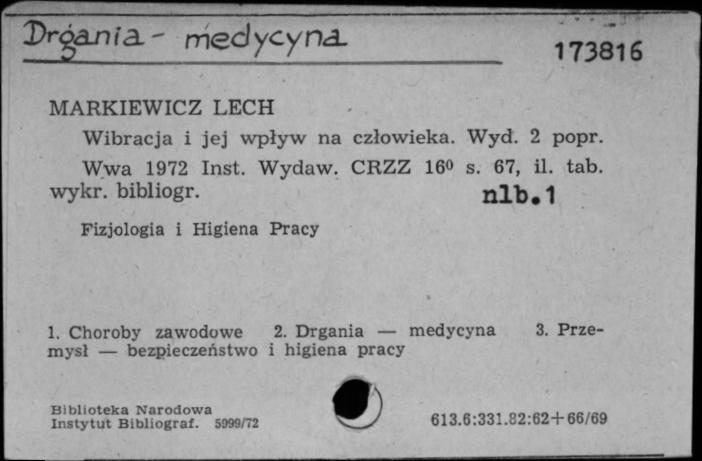 Drgania - medycyna
173816
MARKIEWICZ LECH
Wibracja i jej wpływ na człowieka. Wyd. 2 popr.
W.wa 1972 Inst. Wydaw. CRZZ 16⁰ s. 67, il. tab.
wykr. bibliogr.
nlb.1
Fizjologia i Higiena Pracy
1. Choroby zawodowe 2. Drgania — medycyna 3. Prze-
mysł — bezpieczeństwo i higiena pracy
Biblioteka Narodowa
Instytut Bibliograf. 5999/72
613.6:331.82:62+66/69